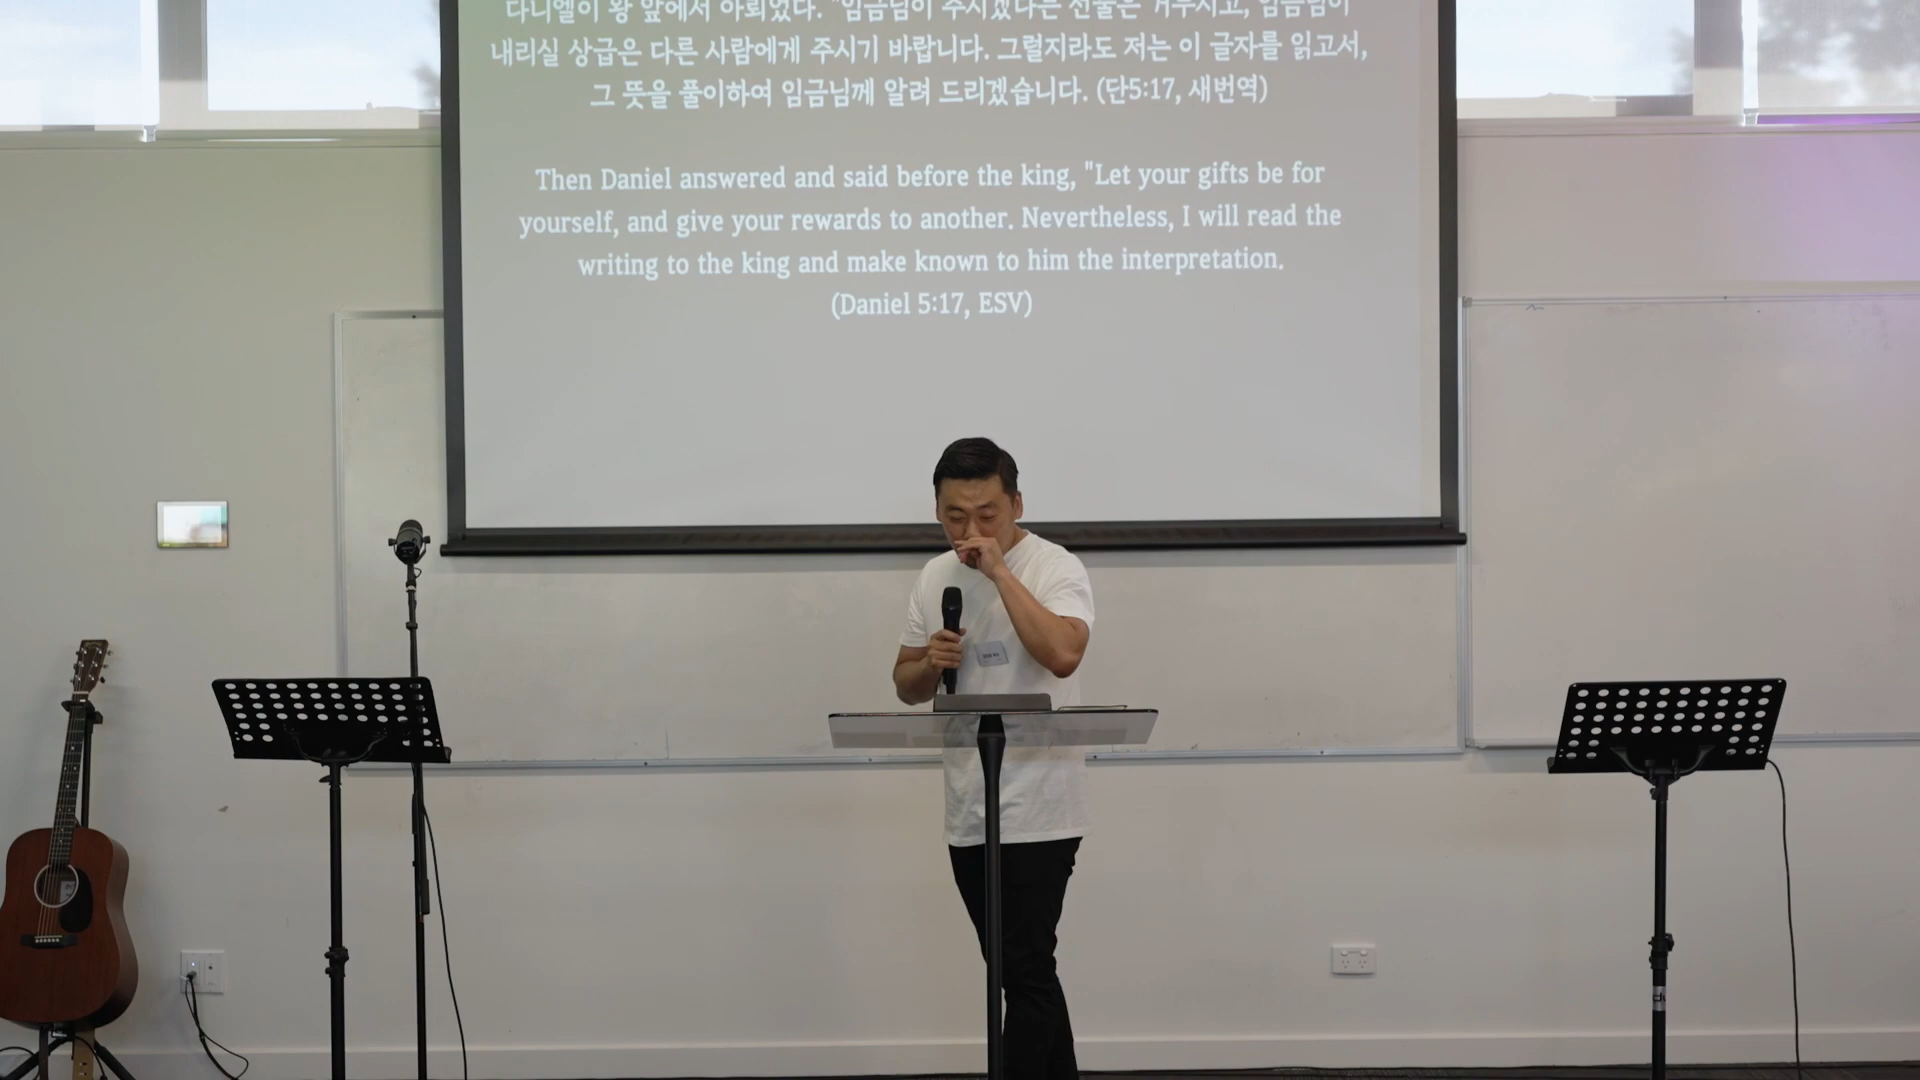 다니엘이 왕 앞에서 아뢰었다. "임금님이 주시겠다는 선물은 거두시고, 임금님이
내리실 상급은 다른 사람에게 주시기 바랍니다. 그럴지라도 저는 이 글자를 읽고서,
그 뜻을 풀이하여 임금님께 알려 드리겠습니다. (단5:17, 새번역)
Then Daniel answered and said before the king, "Let your gifts be for
yourself, and give your rewards to another. Nevertheless, I will read the
writing to the king and make known to him the interpretation.
(Daniel 5:17, ESV)